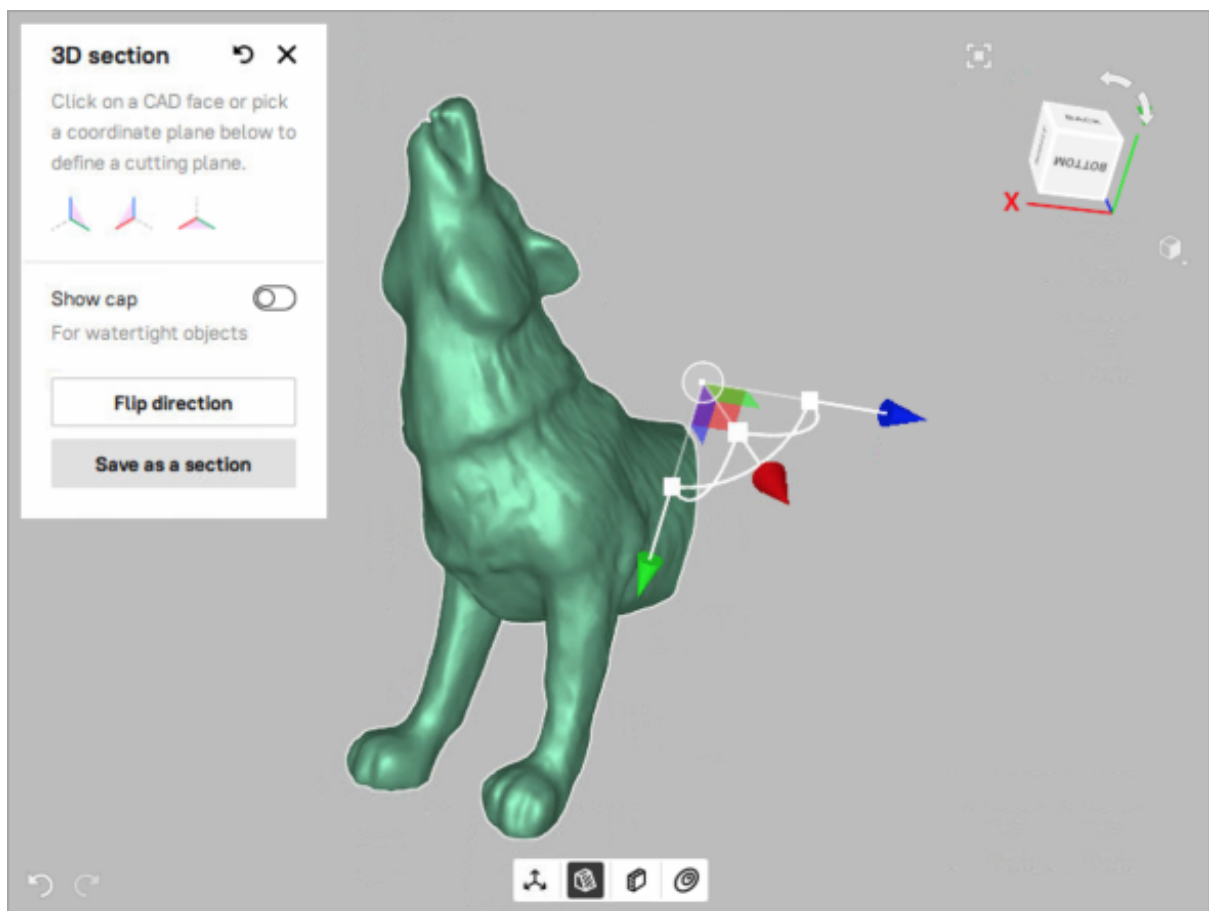 3D section
Click on a CAD face or pick
a coordinate plane below to
define a cutting plane.
Show cap
For watertight objects
Flip direction
Save as a section
BACK
BOTTOM
X